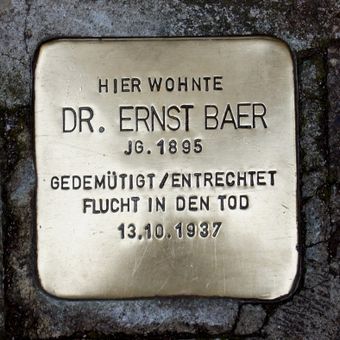 HIER WOHNTE
DR. ERNST BAER
JG. 1895
GEDEMÜTIGT/ENTRECHTET
FLUCHT IN DEN TOD
13.10.1937